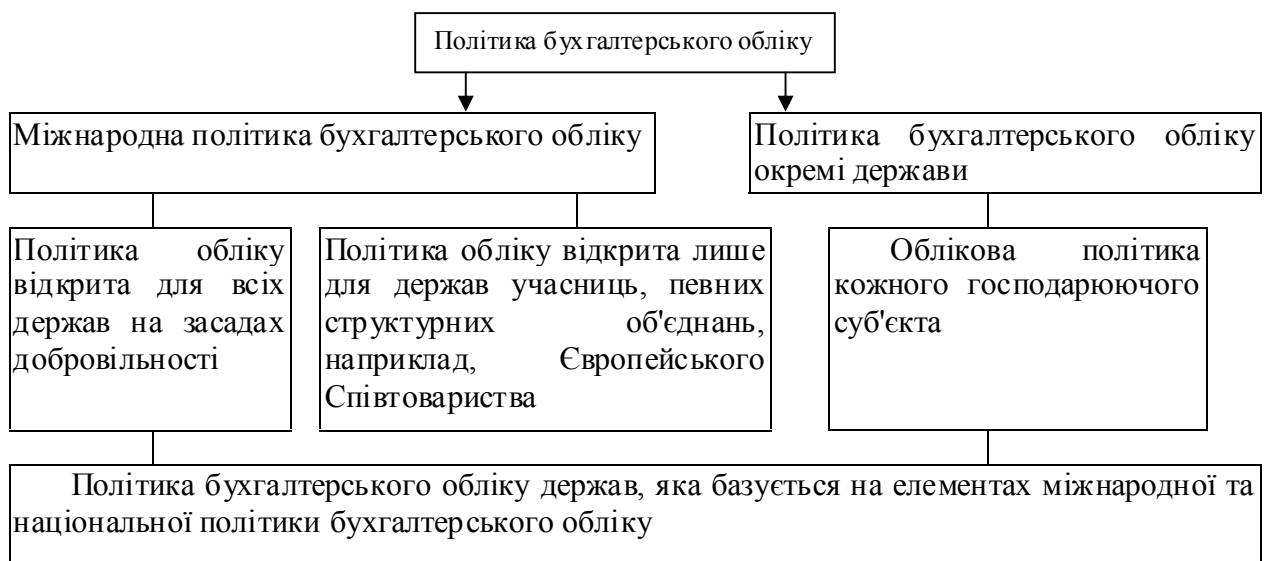 Політика бухгалтерського обліку
Міжнародна політика бухгалтерського обліку
Політика бухгалтерського обліку
окремі держави
Політика обліку
відкрита для всіх
держав на засадах
добровільності
Політика обліку відкрита лише
для держав учасниць, певних
структурних об'єднань,
наприклад, Європейського
Співтовариства
Облікова політика
кожного господарюючого
суб'єкта
Політика бухгалтерського обліку держав, яка базується на елементах міжнародної та
національної політики бухгалтерського обліку